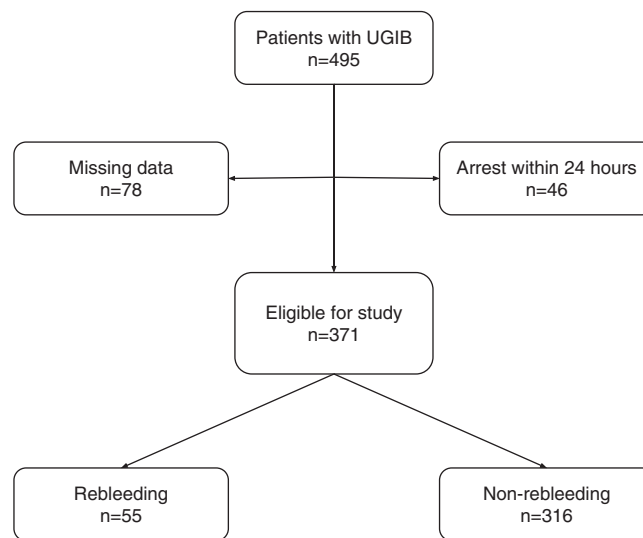 Patients with UGIB
n=495
Missing data
n=78
Arrest within 24 hours
n=46
Eligible for study
n=371
Rebleeding
n=55
Non-rebleeding
n=316